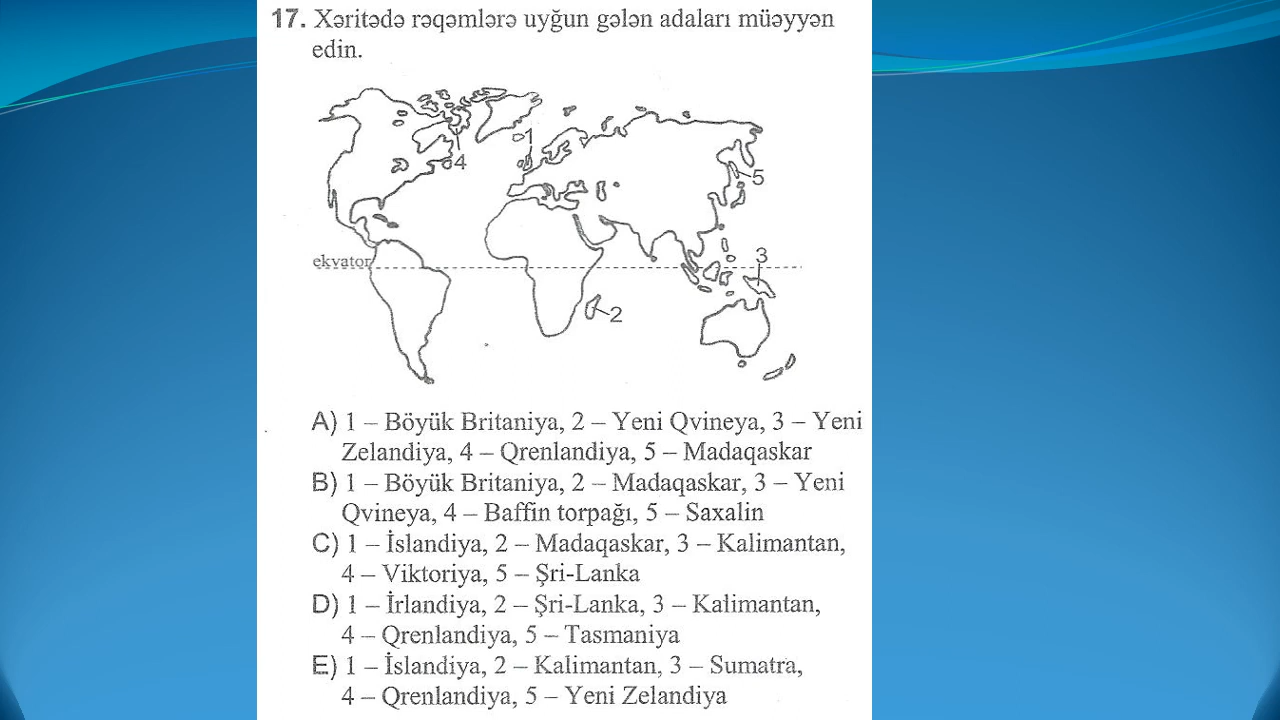 17. Xəritədə rəqəmlərə uyğun gələn adaları müəyyən
edin.
1
4
5
ekvator
3
2
A) 1 – Böyük Britaniya, 2 – Yeni Qvineya, 3 – Yeni
Zelandiya, 4 – Qrenlandiya, 5 – Madaqaskar
B) 1 – Böyük Britaniya, 2 – Madaqaskar, 3 – Yeni
Qvineya, 4 – Baffin torpağı, 5 – Saxalin
C) 1 – İslandiya, 2 – Madaqaskar, 3 – Kalimantan,
4 – Viktoriya, 5 – Şri-Lanka
D) 1 – İrlandiya, 2 – Şri-Lanka, 3 – Kalimantan,
4 – Qrenlandiya, 5 – Tasmaniya
E) 1 – İslandiya, 2 – Kalimantan, 3 – Sumatra,
4 – Qrenlandiya, 5 – Yeni Zelandiya